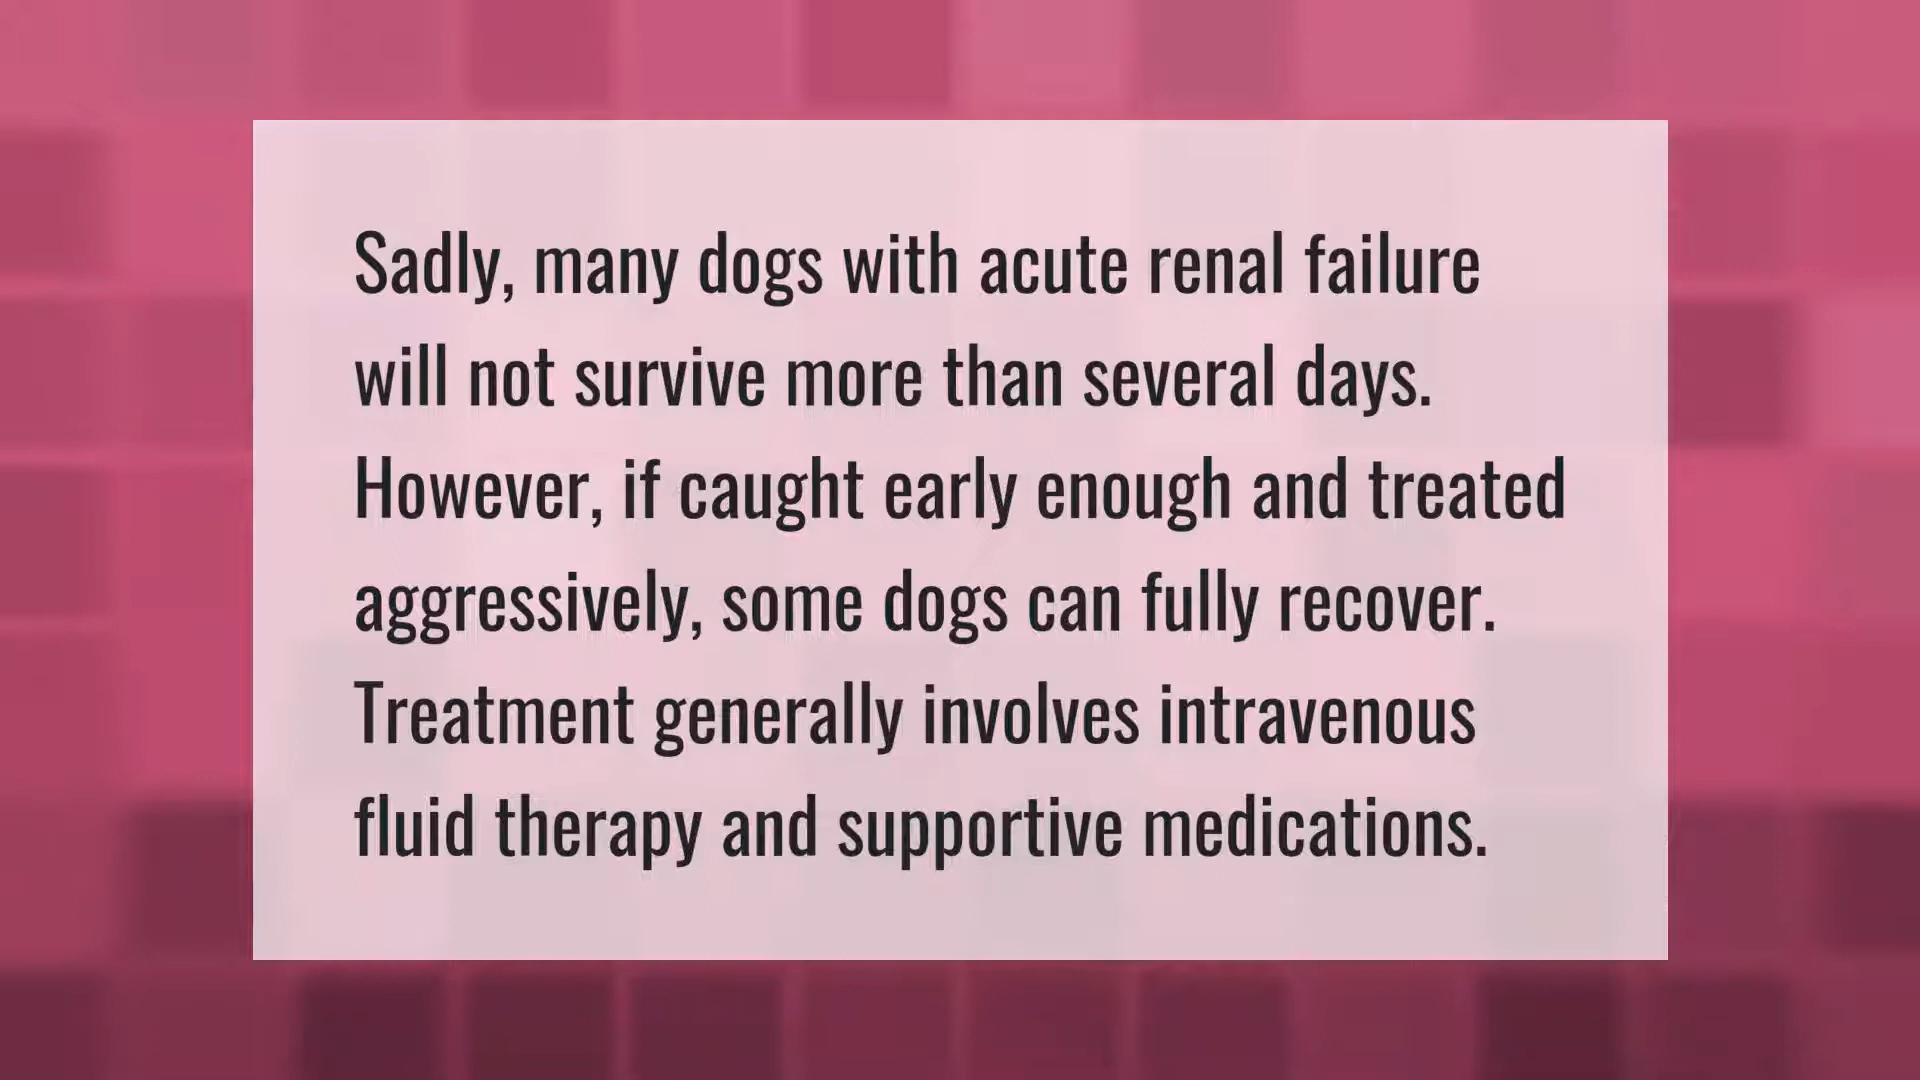 Sadly, many dogs with acute renal failure
will not survive more than several days.
However, if caught early enough and treated
aggressively, some dogs can fully recover.
Treatment generally involves intravenous
fluid therapy and supportive medications.